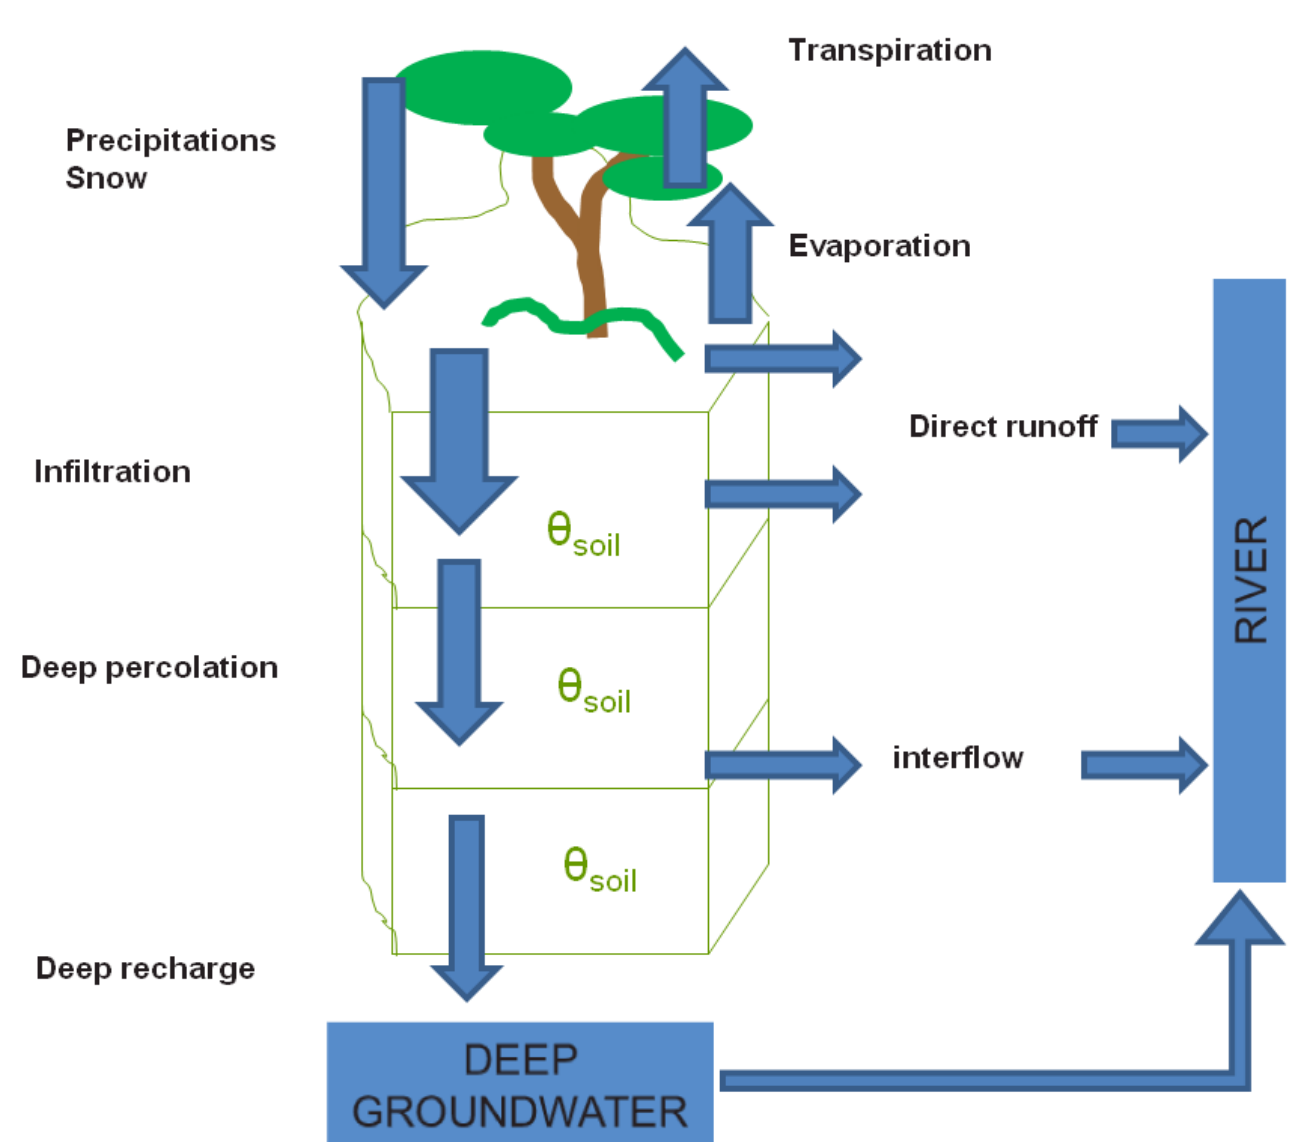 Transpiration
Precipitations
Snow
Evaporation
Direct runoff
Infiltration
θsoil
RIVER
Deep percolation
θsoil
interflow
θsoil
Deep recharge
DEEP
GROUNDWATER